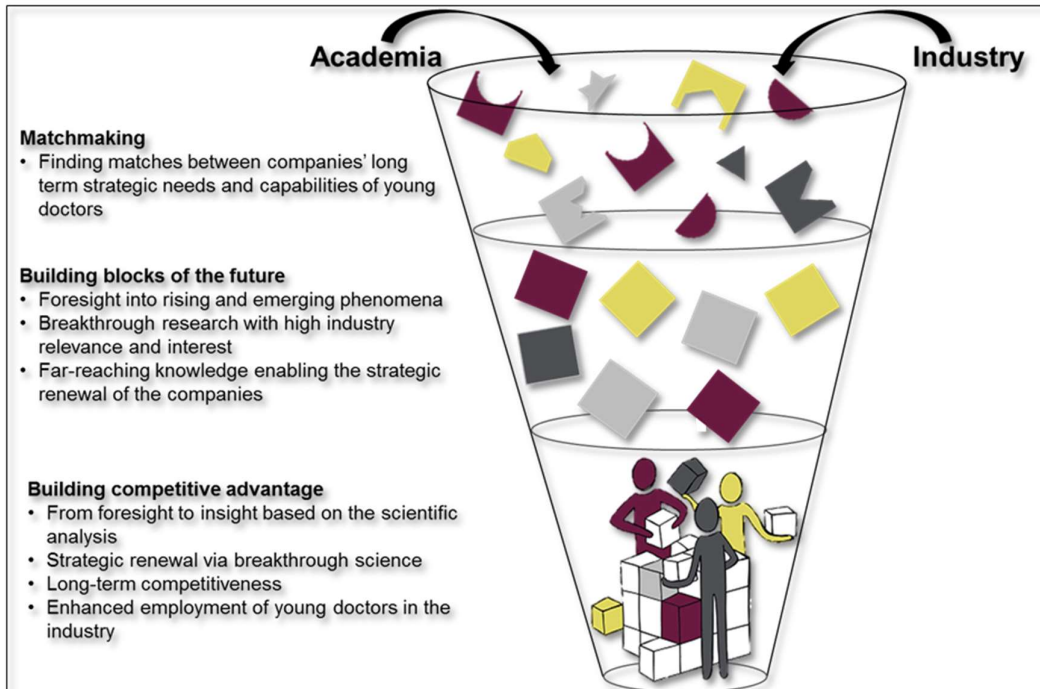 Academia
Industry
Matchmaking
• Finding matches between companies' long
term strategic needs and capabilities of young
doctors
Building blocks of the future
• Foresight into rising and emerging phenomena
• Breakthrough research with high industry
relevance and interest
• Far-reaching knowledge enabling the strategic
renewal of the companies
Building competitive advantage
• From foresight to insight based on the scientific
analysis
• Strategic renewal via breakthrough science
• Long-term competitiveness
• Enhanced employment of young doctors in the
industry